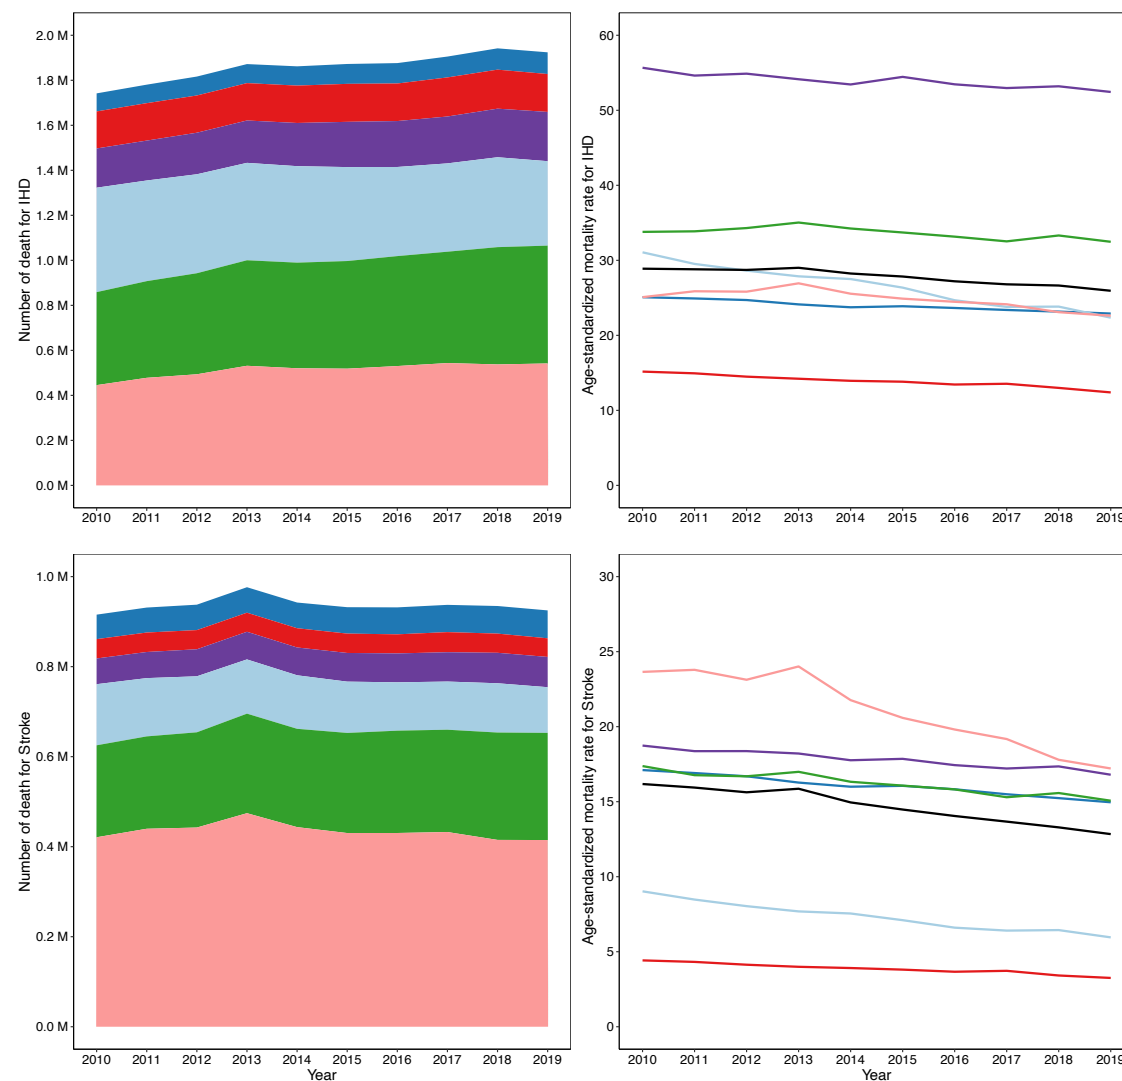 Number of death for IHD
2.0 M
1.8 M
1.6 M
1.4 M
1.2 M
1.0 M
0.8 M
0.6 M
0.4 M
0.2 M
0.0 M
2010 2011 2012 2013 2014 2015 2016 2017 2018 2019
Age-standardized mortality rate for IHD
60
50
40
30
20
10
0
2010 2011 2012 2013 2014 2015 2016 2017 2018 2019
Number of death for Stroke
1.0 M
0.8 M
0.6 M
0.4 M
0.2 M
0.0 M
2010 2011 2012 2013 2014 2015 2016 2017 2018 2019
Year
Age-standardized mortality rate for Stroke
30
25
20
15
10
5
0
2010 2011 2012 2013 2014 2015 2016 2017 2018 2019
Year